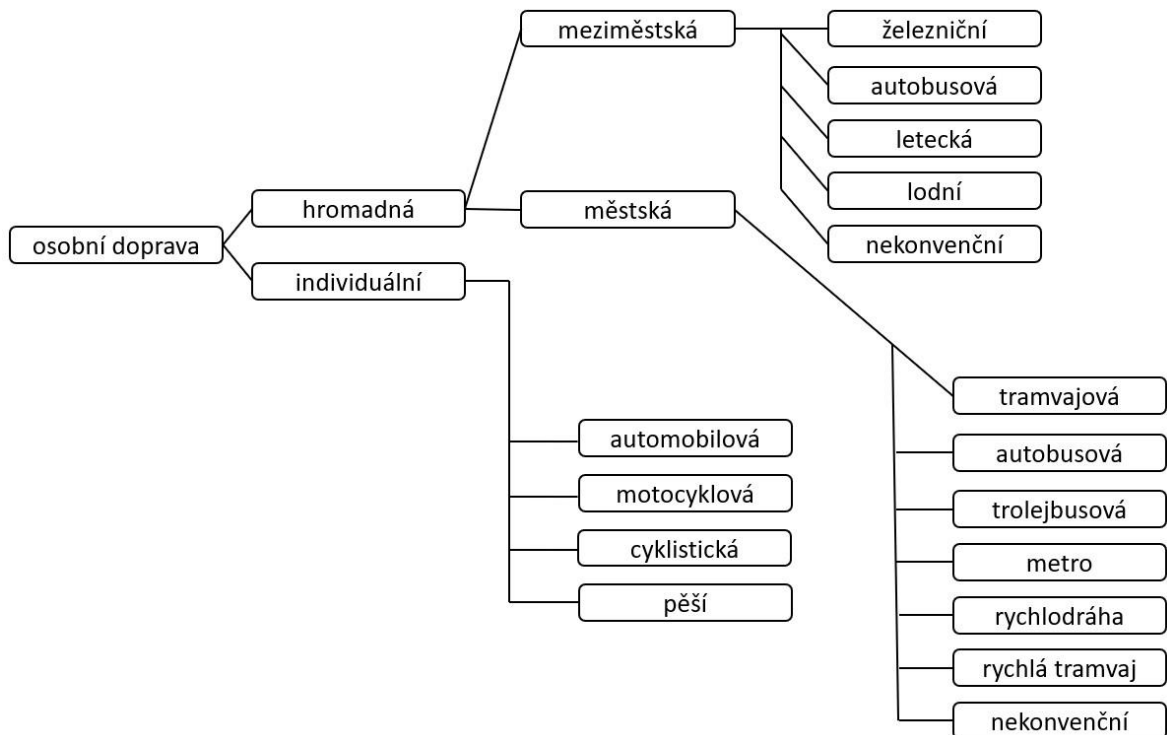 meziměstská
železniční
autobusová
letecká
lodní
nekonvenční
hromadná
městská
osobní doprava
individuální
automobilová
motocyklová
cyklistická
pěší
tramvajová
autobusová
trolejbusová
metro
rychlodráha
rychlá tramvaj
nekonvenční